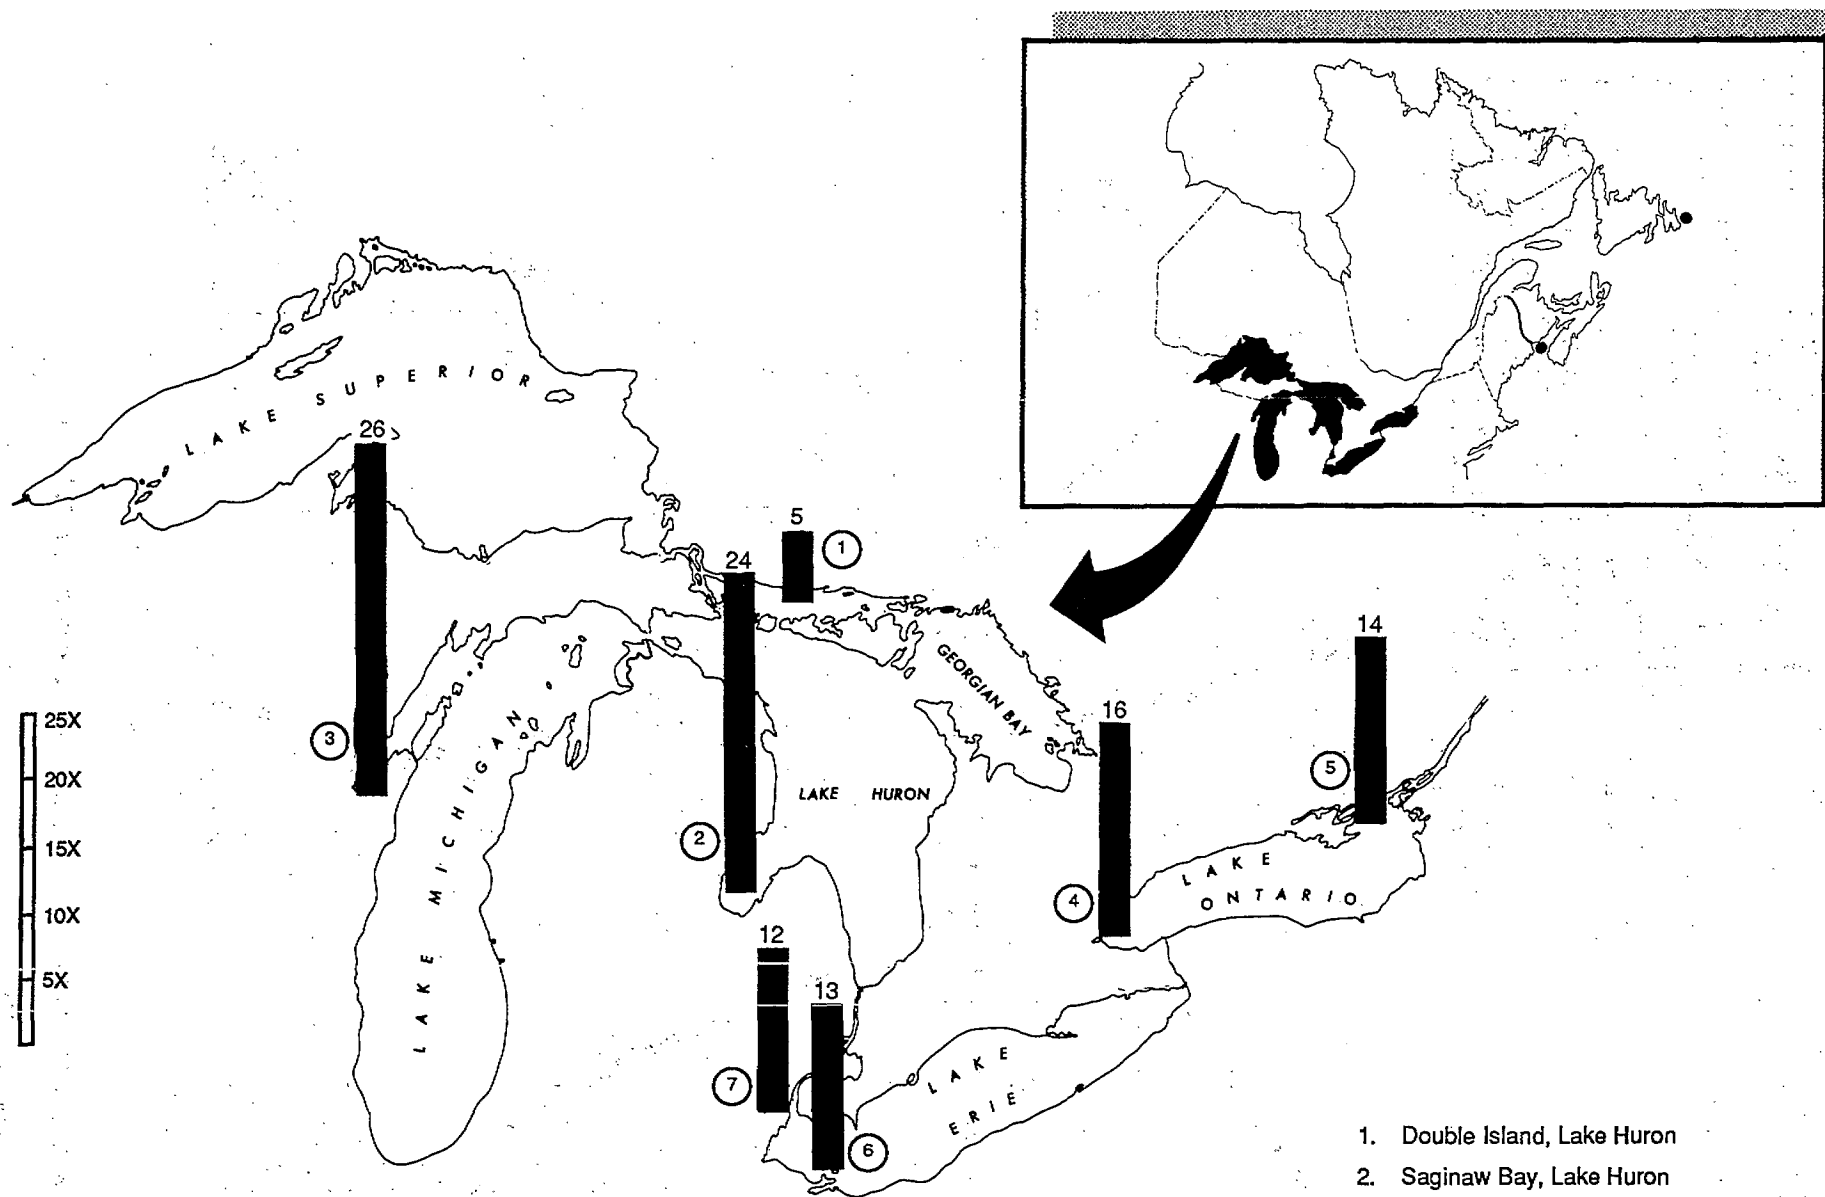 LAKE SUPERIOR
26
5
1
24
14
GEORGIAN BAY
16
25X
3
5
20X
LAKE HURON
2
15X
LAKE MICHIGAN
LAKE
ONTARIO
4
10X
12
5X
13
7
LAKE
ERIE
6
1. Double Island, Lake Huron
2. Saginaw Bay, Lake Huron